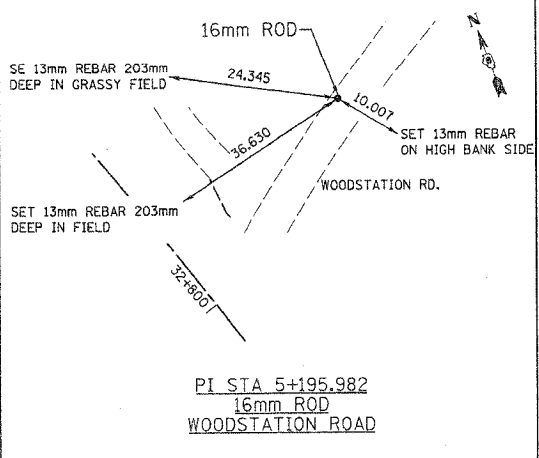 N
16mm ROD
SE 13mm REBAR 203mm
DEEP IN GRASSY FIELD
24.345
10.007
36.630
SET 13mm REBAR
ON HIGH BANK SIDE
WOODSTATION RD.
SET 13mm REBAR 203mm
DEEP IN FIELD
32+800
PI STA 5+195.982
16mm ROD
WOODSTATION ROAD